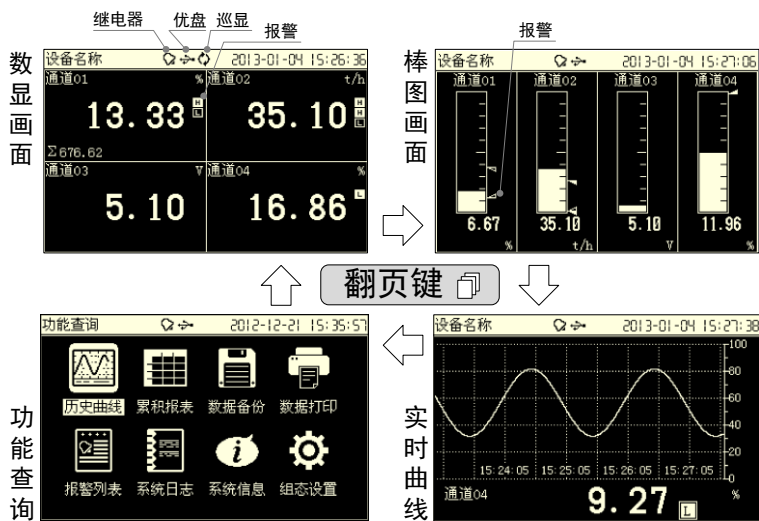 继电器 优盘 巡显 报警
数显画面
设备名称 2013-01-04 15:26:36
通道01 % 通道02 t/h
13.33 H L 35.10 H H L
Σ676.62
通道03 V 通道04 %
5.10 16.86 L
报警
棒图画面
设备名称 2013-01-04 15:27:06
通道01 通道02 通道03 通道04
6.67 35.10 5.10 11.96
% t/h V %
翻页键
功能查询
功能查询 2012-12-21 15:35:57
历史曲线 累积报表 数据备份 数据打印
报警列表 系统日志 系统信息 组态设置
实时曲线
设备名称 2013-01-04 15:27:38
100
80
60
40
20
0
15:24:05 15:25:05 15:26:05 15:27:05
通道04 9.27 L %